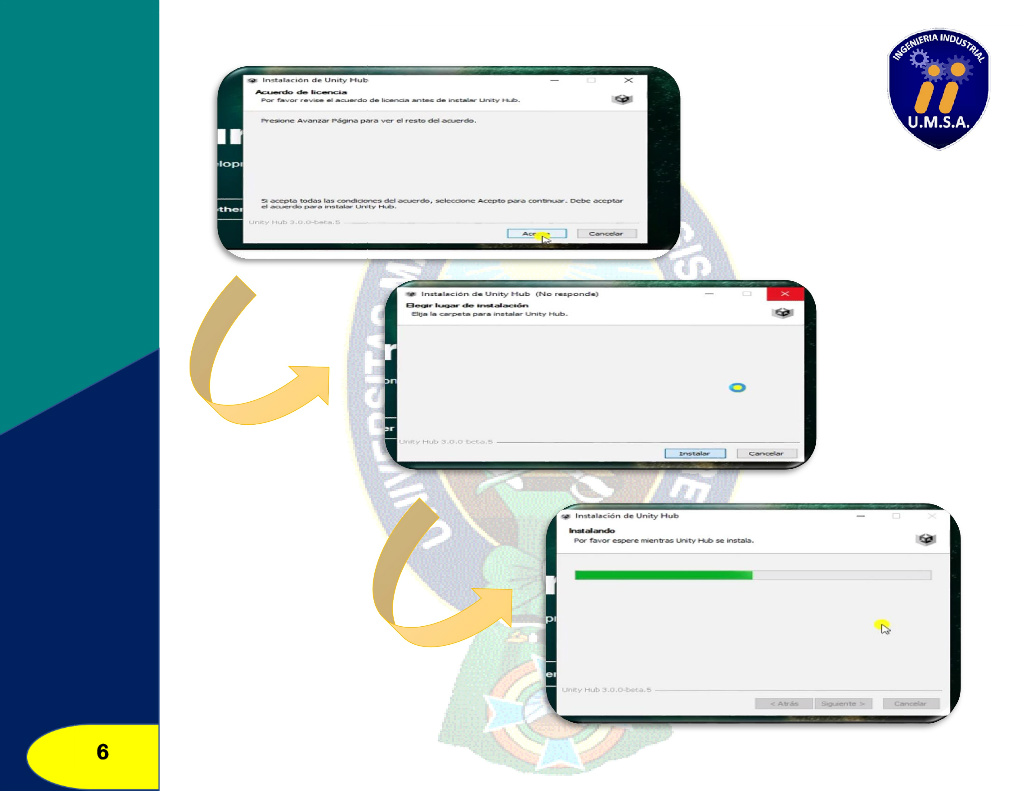 INGENIERIA INDUSTRIAL
U.M.S.A.
Instalación de Unity Hub
Acuerdo de licencia
Por favor revise el acuerdo de licencia antes de instalar Unity Hub.
Presione Avanzar Página para ver el resto del acuerdo.
Si acepta todas las condiciones del acuerdo, seleccione Acepto para continuar. Debe aceptar
el acuerdo para instalar Unity Hub.
Unity Hub 3.0.0-beta.5
Cancelar
Instalación de Unity Hub (No responde)
Elegir lugar de instalación
Elija la carpeta para instalar Unity Hub.
Unity Hub 3.0.0-beta.5
Instalar Cancelar
Instalación de Unity Hub
Instalando
Por favor espere mientras Unity Hub se instala.
Unity Hub 3.0.0-beta.5
< Atrás Siguiente > Cancelar
6